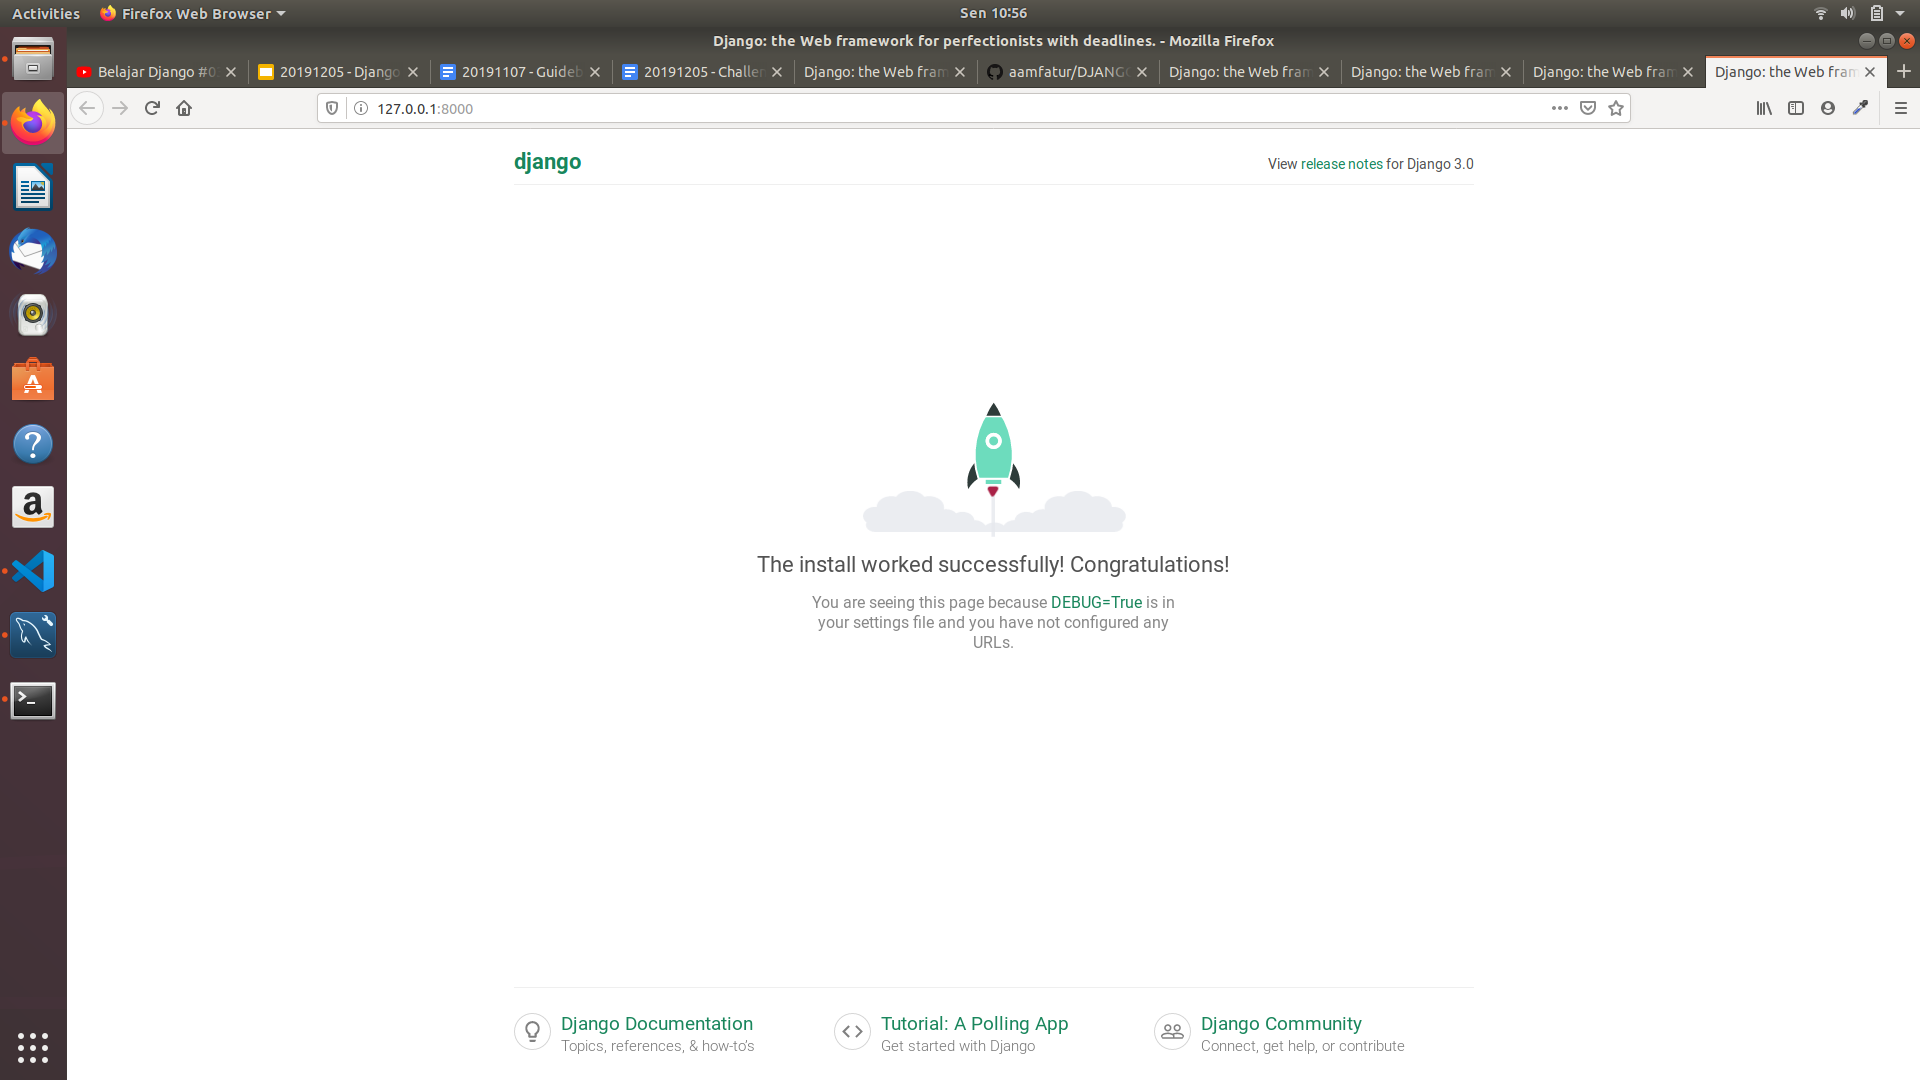 Activities
Firefox Web Browser
Sen 10:56
Django: the Web framework for perfectionists with deadlines. - Mozilla Firefox
Belajar Django #0
20191205 - Django
20191107 - Guideb
20191205 - Challen
Django: the Web fram
aamfatur/DJANGO
Django: the Web fram
Django: the Web fram
Django: the Web fram
Django: the Web fram
127.0.0.1:8000
django
View release notes for Django 3.0
The install worked successfully! Congratulations!
You are seeing this page because DEBUG=True is in
your settings file and you have not configured any
URLs.
Django Documentation
Topics, references, & how-to's
Tutorial: A Polling App
Get started with Django
Django Community
Connect, get help, or contribute